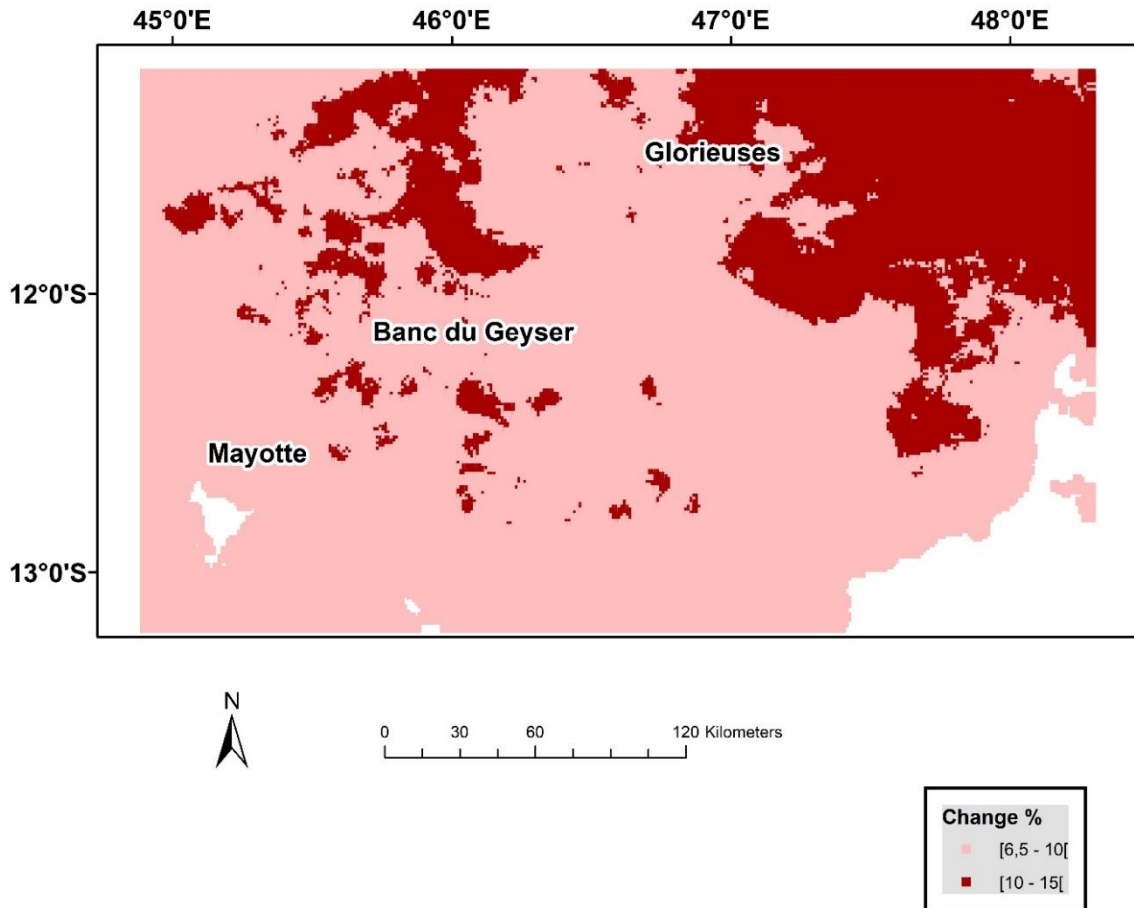 45°0'E 46°0'E 47°0'E 48°0'E
Glorieuses
12°0'S
Banc du Geyser
Mayotte
13°0'S
N
0 30 60 120 Kilometers
Change %
[6,5 - 10[
[10 - 15[